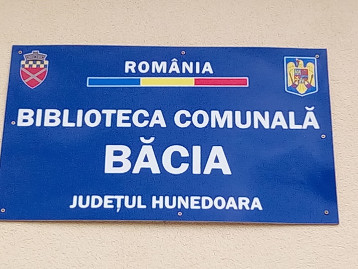 ROMÂNIA
BIBLIOTECA COMUNALĂ
BĂCIA
JUDEȚUL HUNEDOARA